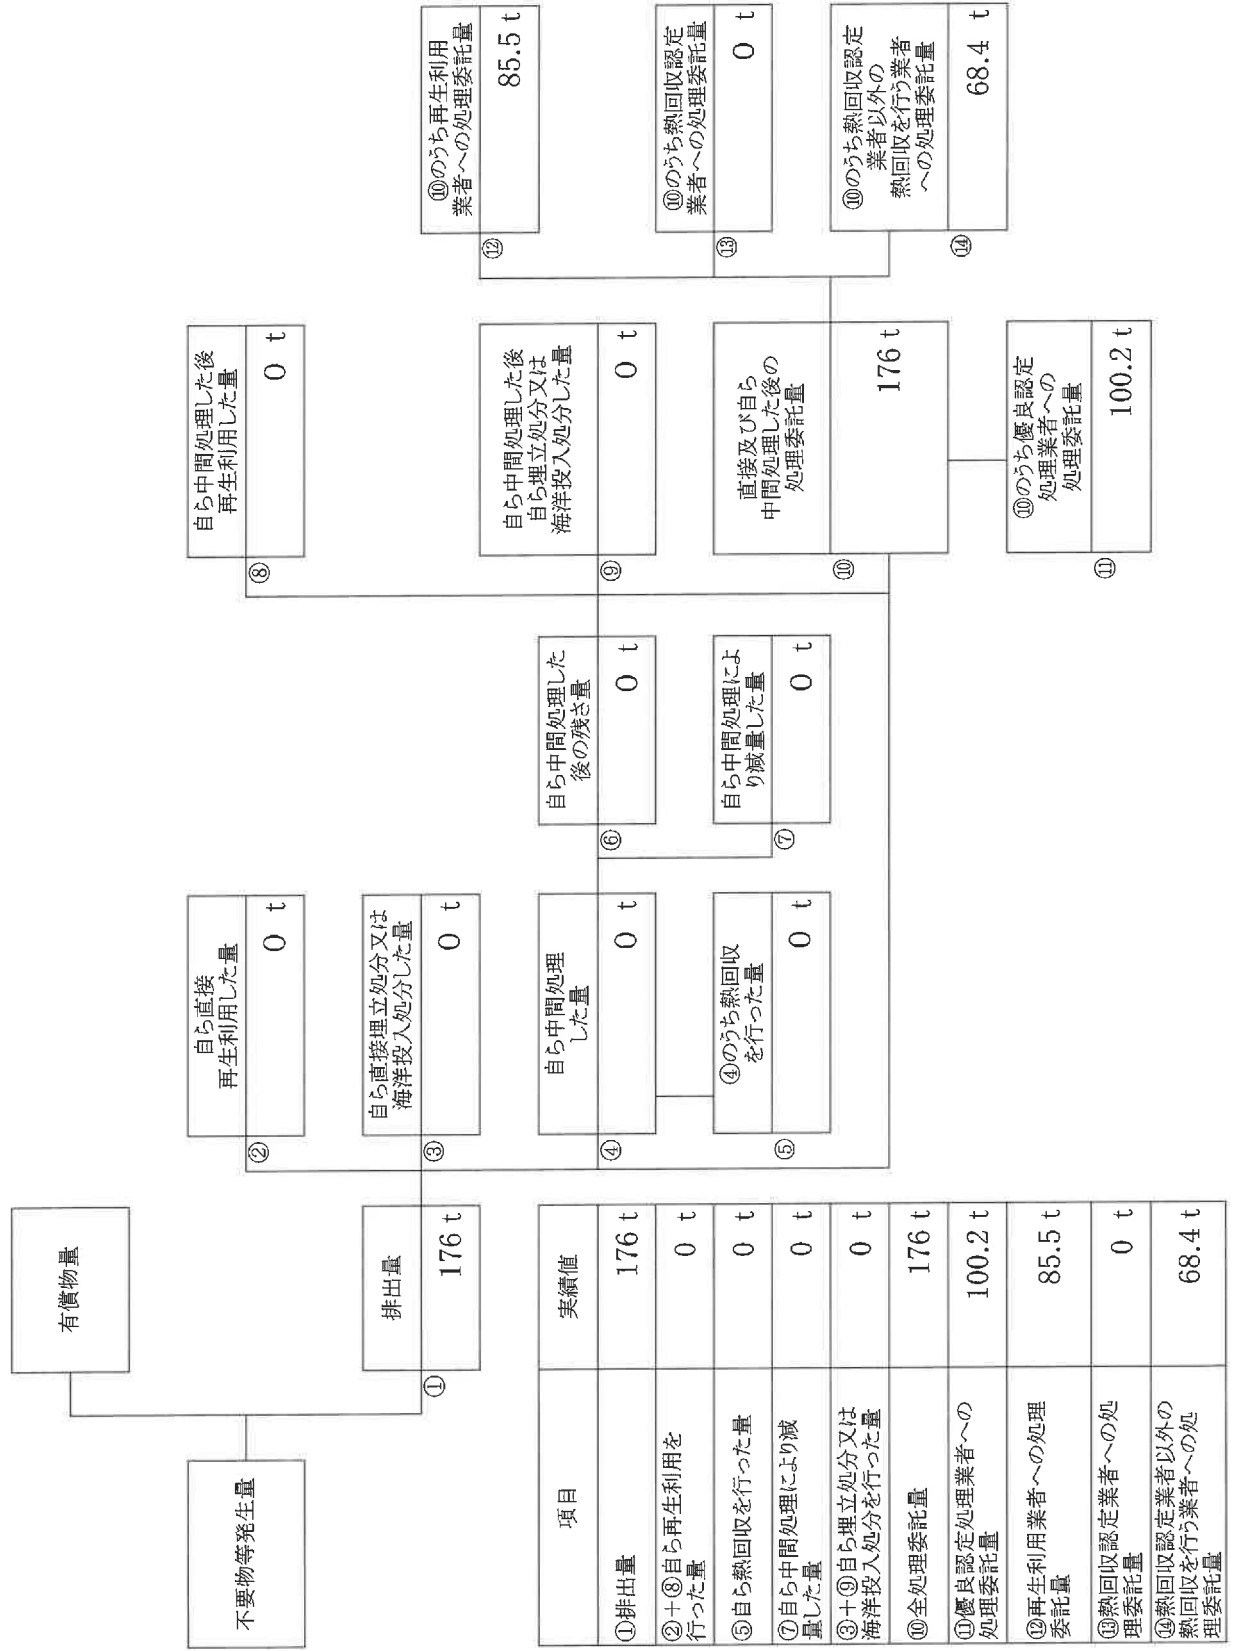 不要物等発生量
有償物量
①
排出量
176 t
②
自ら直接
再生利用した量
0 t
③
自ら直接埋立処分又は
海洋投入処分した量
0 t
④
自ら中間処理
した量
0 t
⑤
④のうち熱回収
を行った量
0 t
⑥
自ら中間処理した
後の残さ量
0 t
⑦
自ら中間処理によ
り減量した量
0 t
⑧
自ら中間処理した後
再生利用した量
0 t
⑨
自ら中間処理した後
自ら埋立処分又は
海洋投入処分した量
0 t
⑩
直接及び自ら
中間処理した後の
処理委託量
176 t
⑪
⑩のうち優良認定
処理業者への
処理委託量
100.2 t
⑫
⑩のうち再生利用
業者への処理委託量
85.5 t
⑬
⑩のうち熱回収認定
業者への処理委託量
0 t
⑭
⑩のうち熱回収認定
業者以外の
熱回収を行う業者
への処理委託量
68.4 t
項目 実績値
①排出量 176 t
②+⑧自ら再生利用を
行った量 0 t
⑤自ら熱回収を行った量 0 t
⑦自ら中間処理により減
量した量 0 t
③+⑨自ら埋立処分又は
海洋投入処分を行った量 0 t
⑩全処理委託量 176 t
⑪優良認定処理業者への
処理委託量 100.2 t
⑫再生利用業者への処理
委託量 85.5 t
⑬熱回収認定業者への処
理委託量 0 t
⑭熱回収認定業者以外の
熱回収を行う業者への処
理委託量 68.4 t